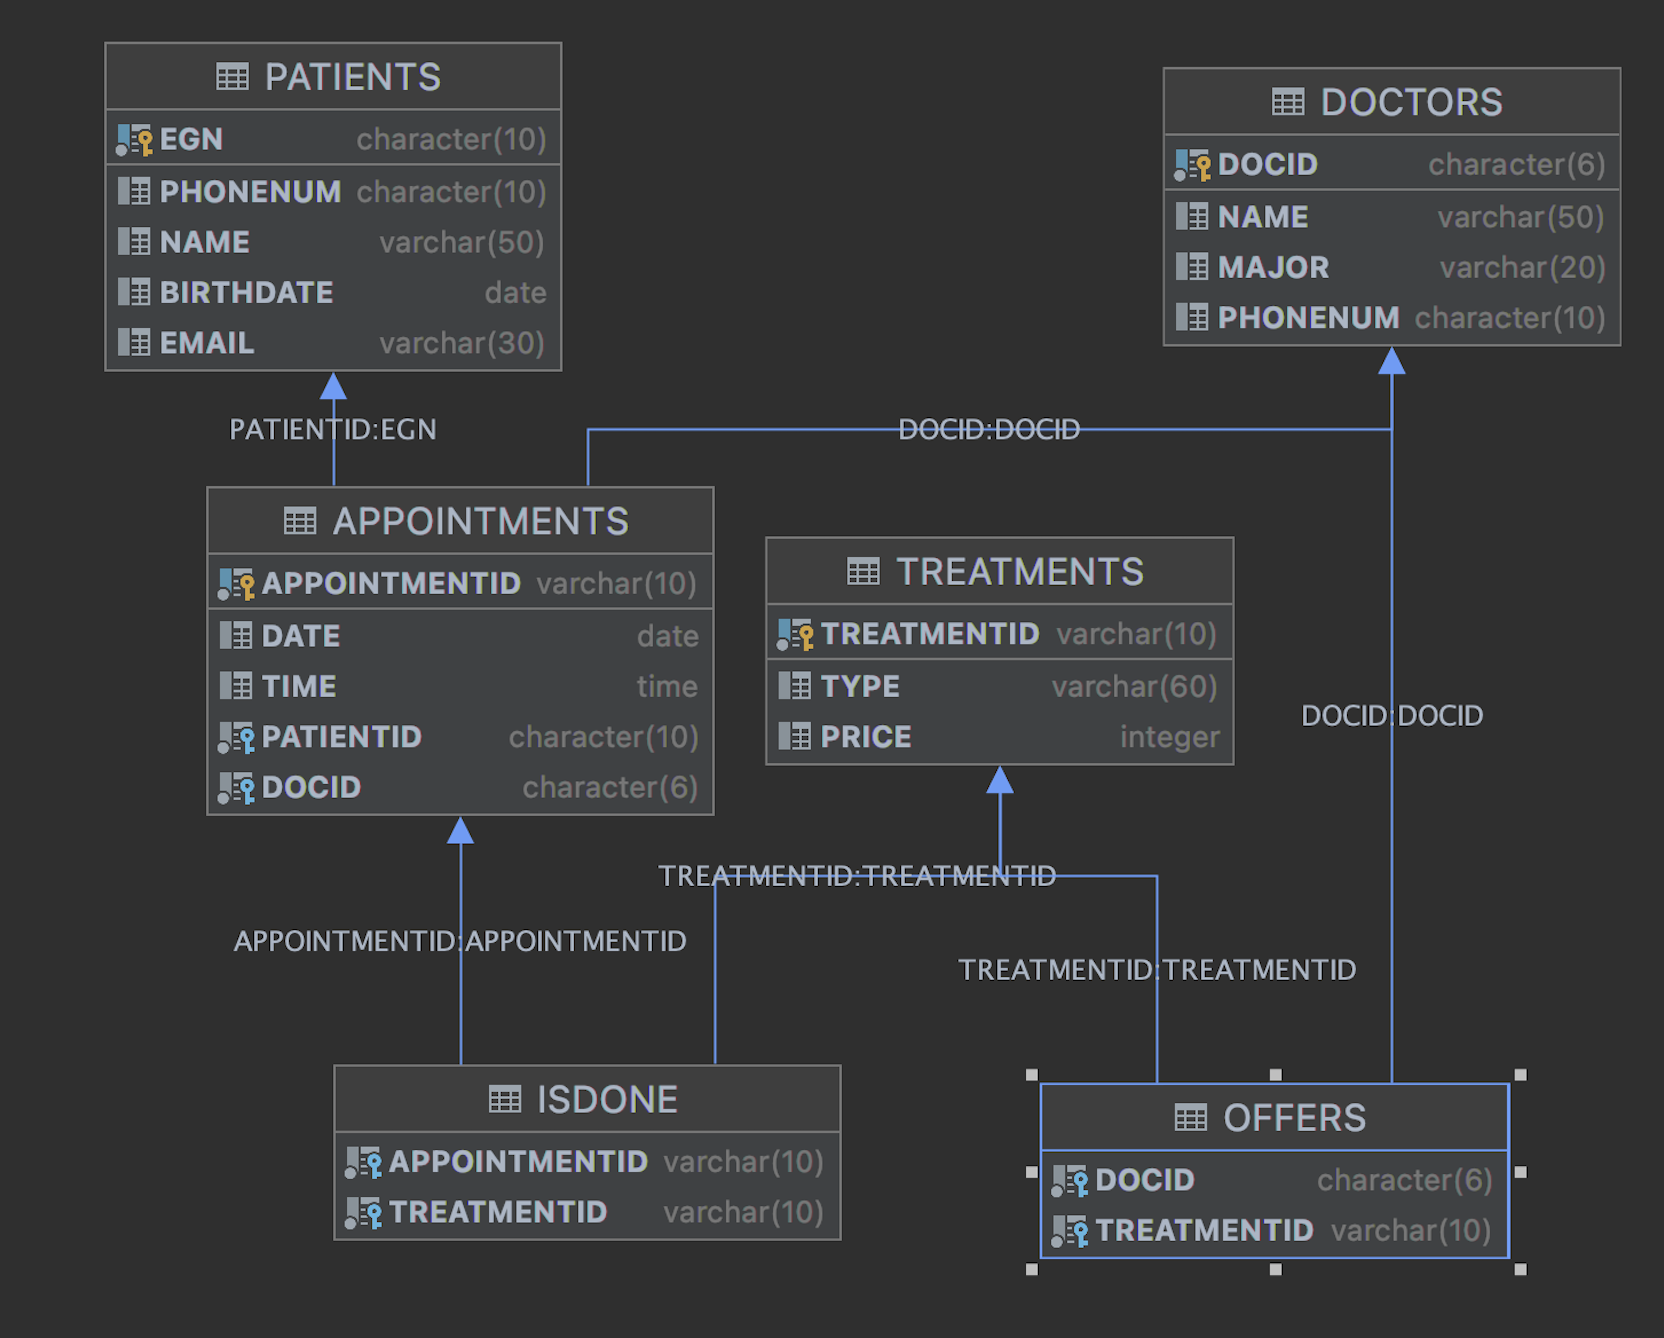 PATIENTS
EGN character(10)
PHONENUM character(10)
NAME varchar(50)
BIRTHDATE date
EMAIL varchar(30)
DOCTORS
DOCID character(6)
NAME varchar(50)
MAJOR varchar(20)
PHONENUM character(10)
PATIENTID:EGN
DOCID:DOCID
APPOINTMENTS
APPOINTMENTID varchar(10)
DATE date
TIME time
PATIENTID character(10)
DOCID character(6)
TREATMENTS
TREATMENTID varchar(10)
TYPE varchar(60)
PRICE integer
DOCID:DOCID
TREATMENTID:TREATMENTID
APPOINTMENTID:APPOINTMENTID
TREATMENTID:TREATMENTID
ISDONE
APPOINTMENTID varchar(10)
TREATMENTID varchar(10)
OFFERS
DOCID character(6)
TREATMENTID varchar(10)